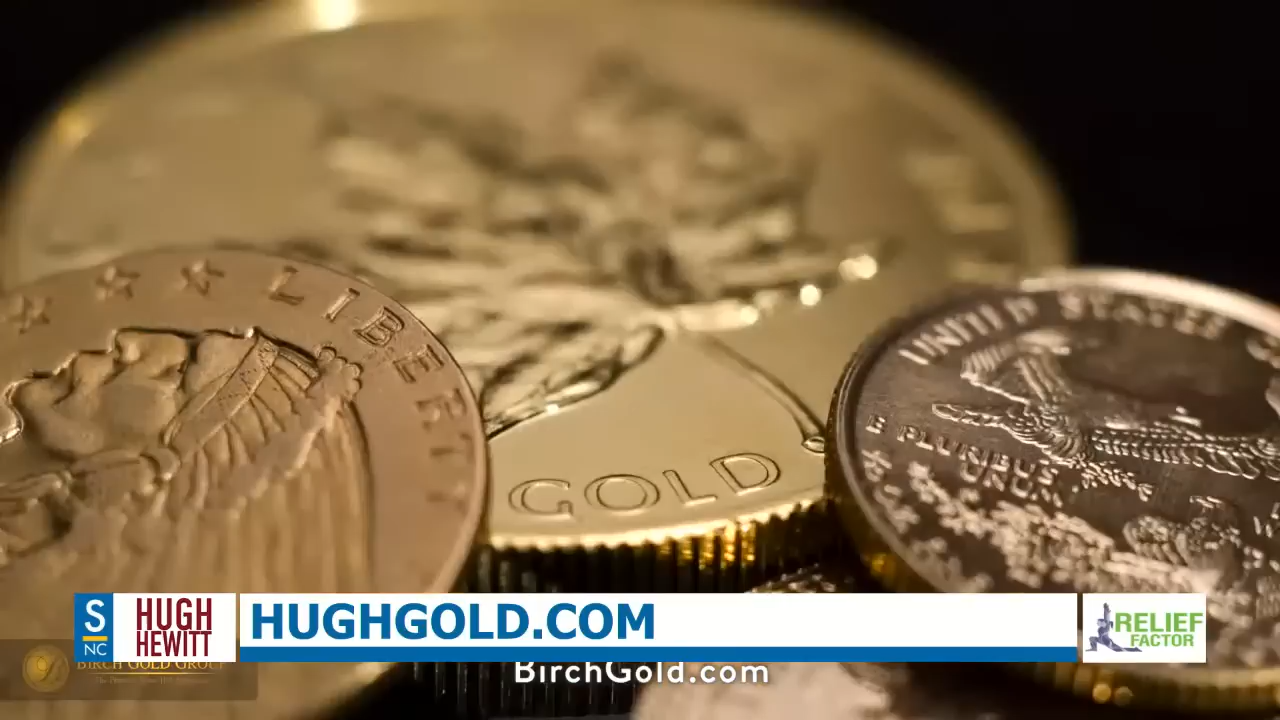 LIBERTY
GOLD
UNITED STATES
E PLURIBUS
UNUM
S
NC
HUGH
HEWITT
HUGHGOLD.COM
RELIEF
FACTOR
BIRCH GOLD GROUP
BirchGold.com